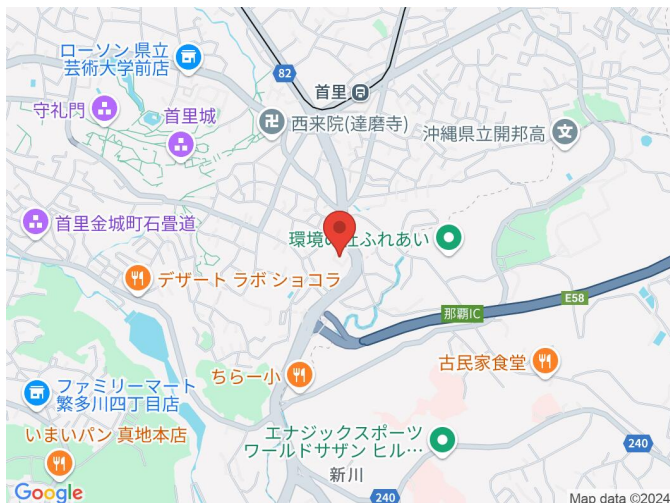 ローソン 県立
芸術大学前店
82
首里
守礼門
首里城
西来院(達磨寺)
沖縄県立開邦高
首里金城町石畳道
環境の杜ふれあい
デザート ラボ ショコラ
E58
那覇IC
ちらー小
古民家食堂
ファミリーマート
繁多川四丁目店
エナジックスポーツ
ワールドサザン ヒル…
いまいパン 真地本店
240
新川
240
Google
Map data ©2024